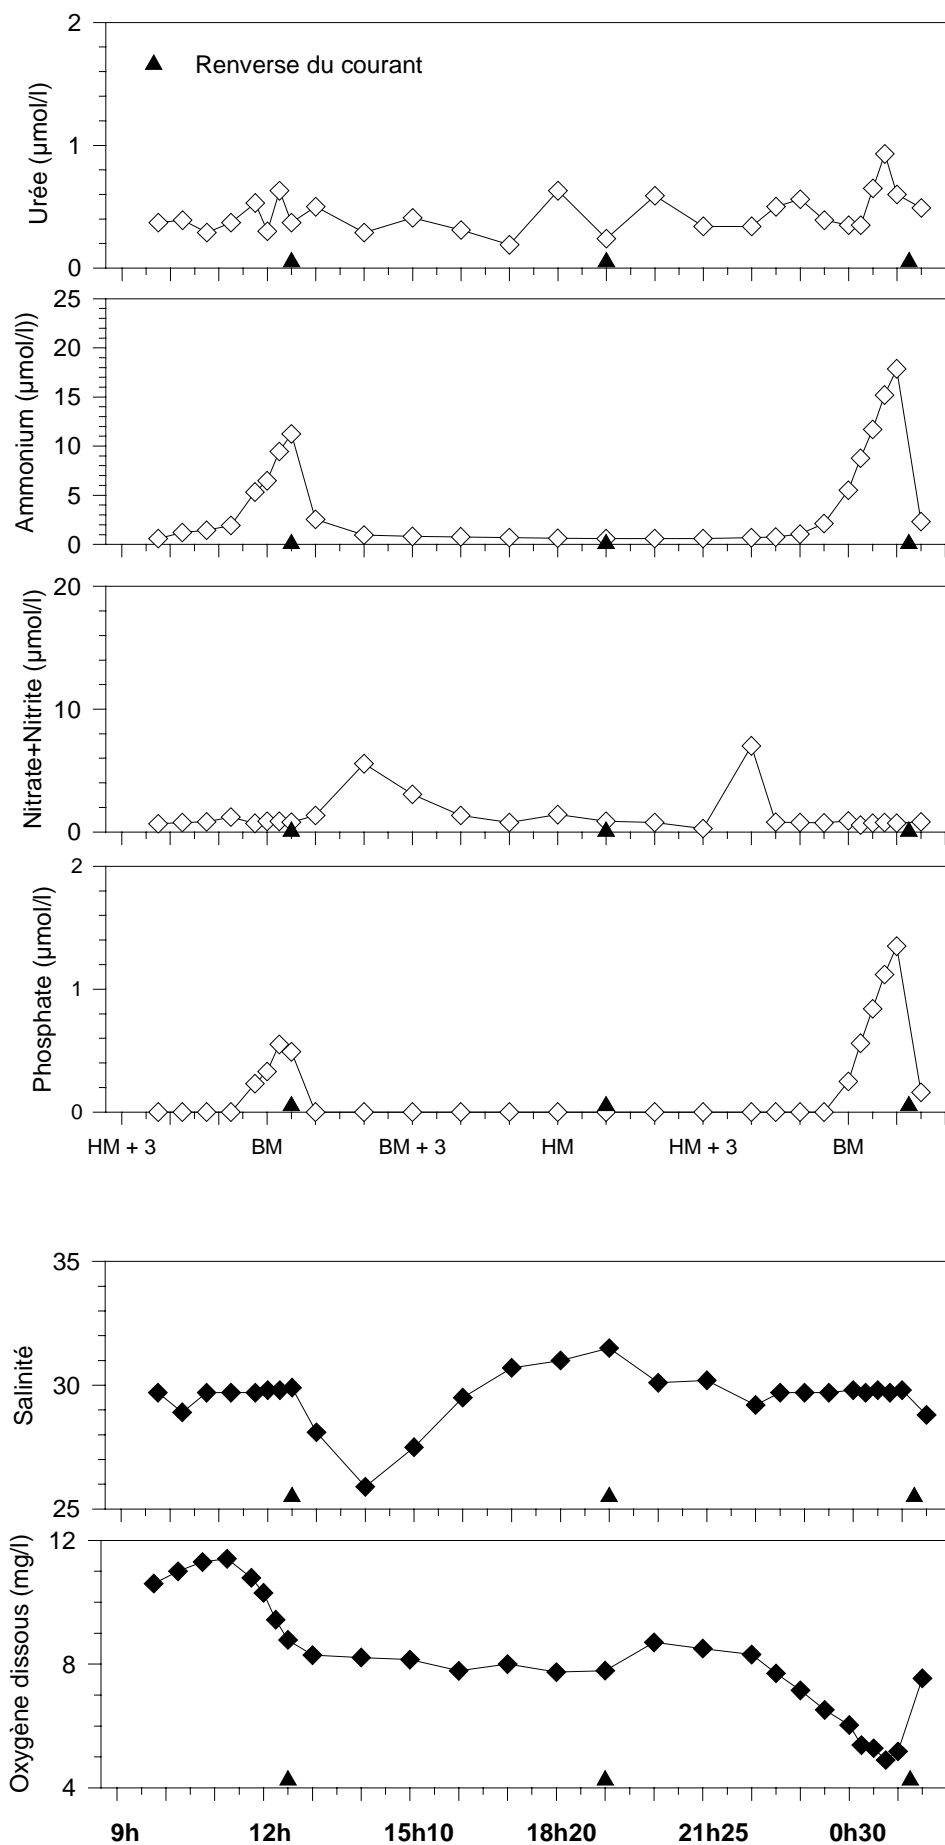 2
▲ Renverse du courant
1
0
Urée (µmol/l)
25
20
15
10
5
0
Ammonium (µmol/l))
20
10
0
Nitrate+Nitrite (µmol/l)
2
1
0
Phosphate (µmol/l)
HM + 3 BM BM + 3 HM HM + 3 BM
35
30
25
Salinité
12
8
4
Oxygène dissous (mg/l)
9h 12h 15h10 18h20 21h25 0h30